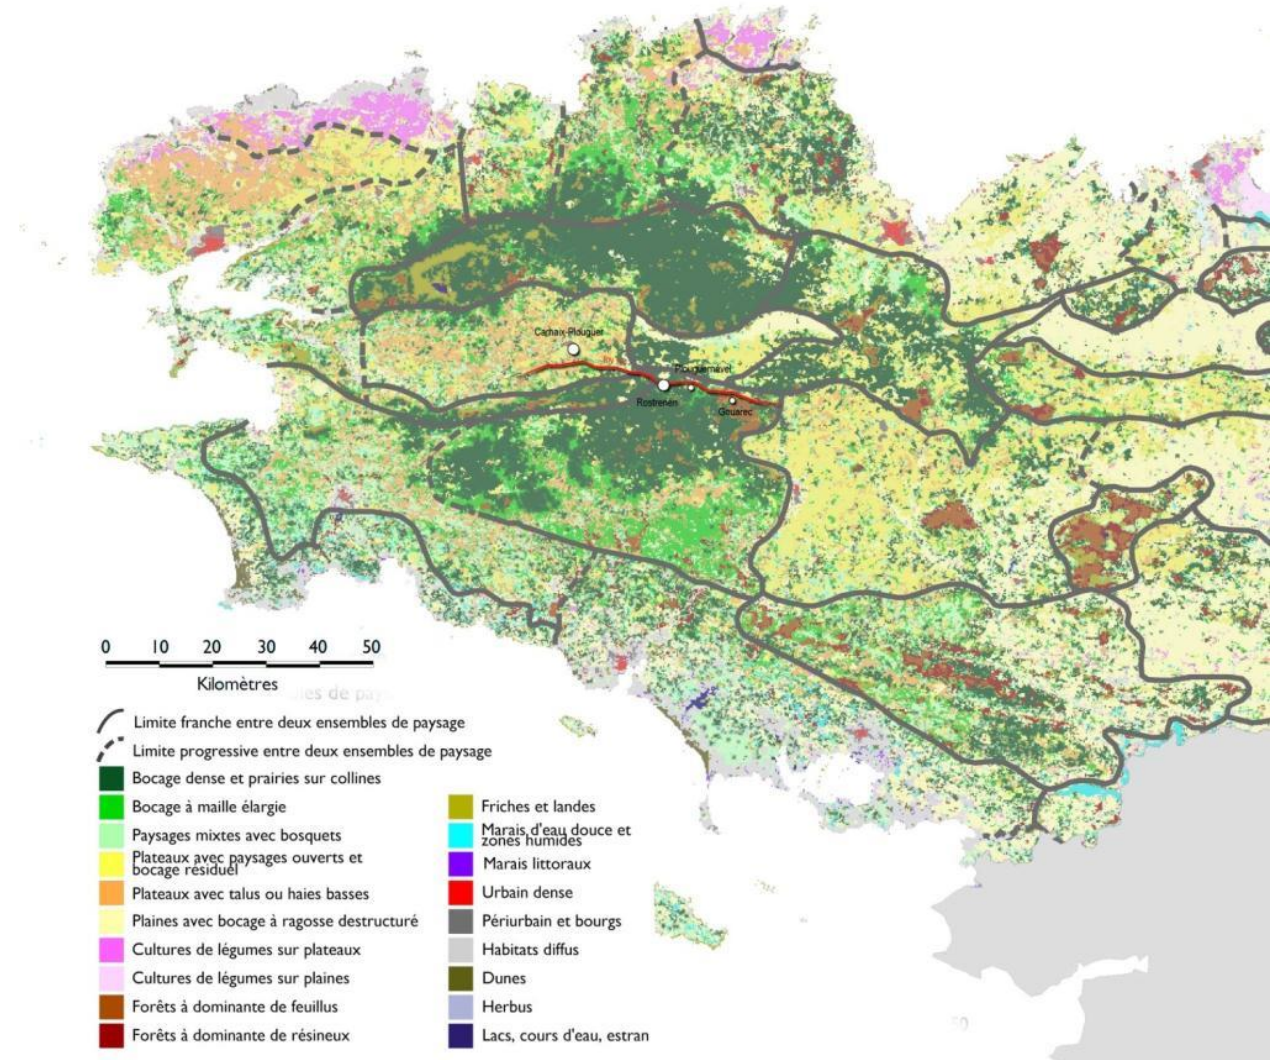 Carhaix-Plouguer
Plouguernével
Rostrenen
Gouarec
0 10 20 30 40 50
Kilomètres
Limite franche entre deux ensembles de paysage
Limite progressive entre deux ensembles de paysage
Bocage dense et prairies sur collines
Bocage à maille élargie
Paysages mixtes avec bosquets
Plateaux avec paysages ouverts et
bocage résiduel
Plateaux avec talus ou haies basses
Plaines avec bocage à ragosse destructuré
Cultures de légumes sur plateaux
Cultures de légumes sur plaines
Forêts à dominante de feuillus
Forêts à dominante de résineux
Friches et landes
Marais d'eau douce et
zones humides
Marais littoraux
Urbain dense
Périurbain et bourgs
Habitats diffus
Dunes
Herbus
Lacs, cours d'eau, estran
50